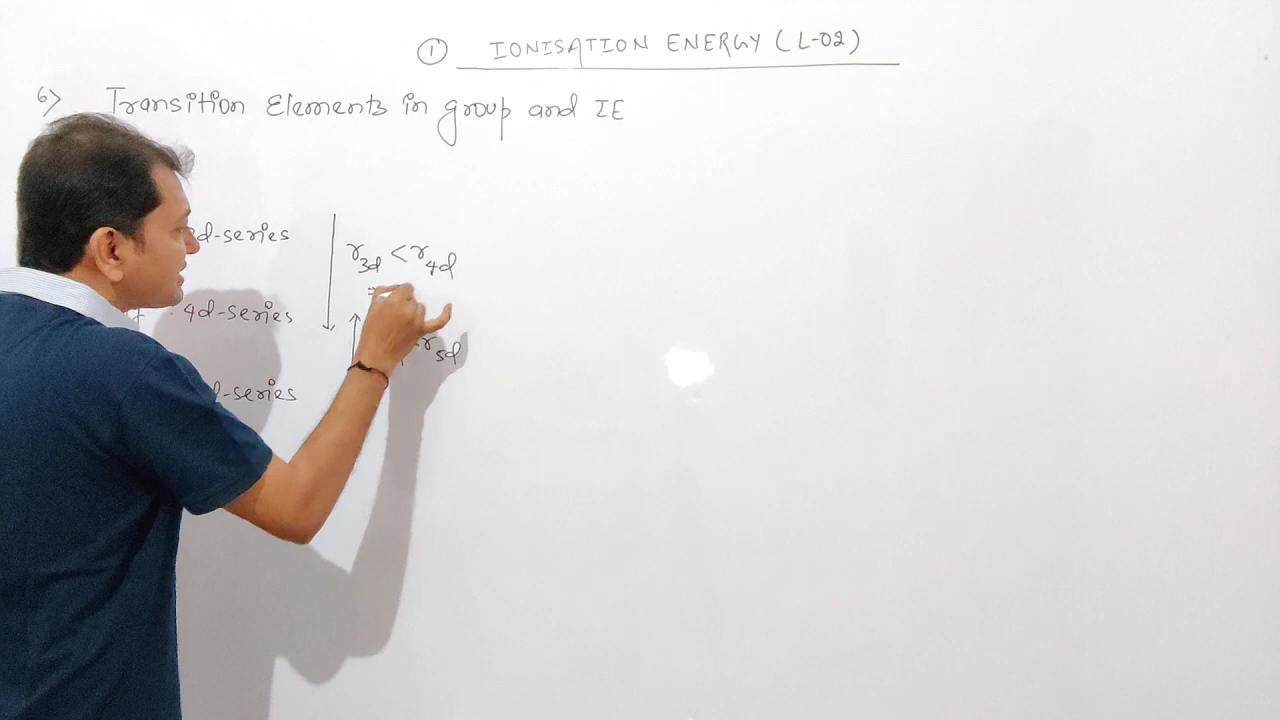 ① IONISATION ENERGY (L-02)
6> Transition Elements in group and IE
d-series
r3d < r4d
4d-series
r5d
-series